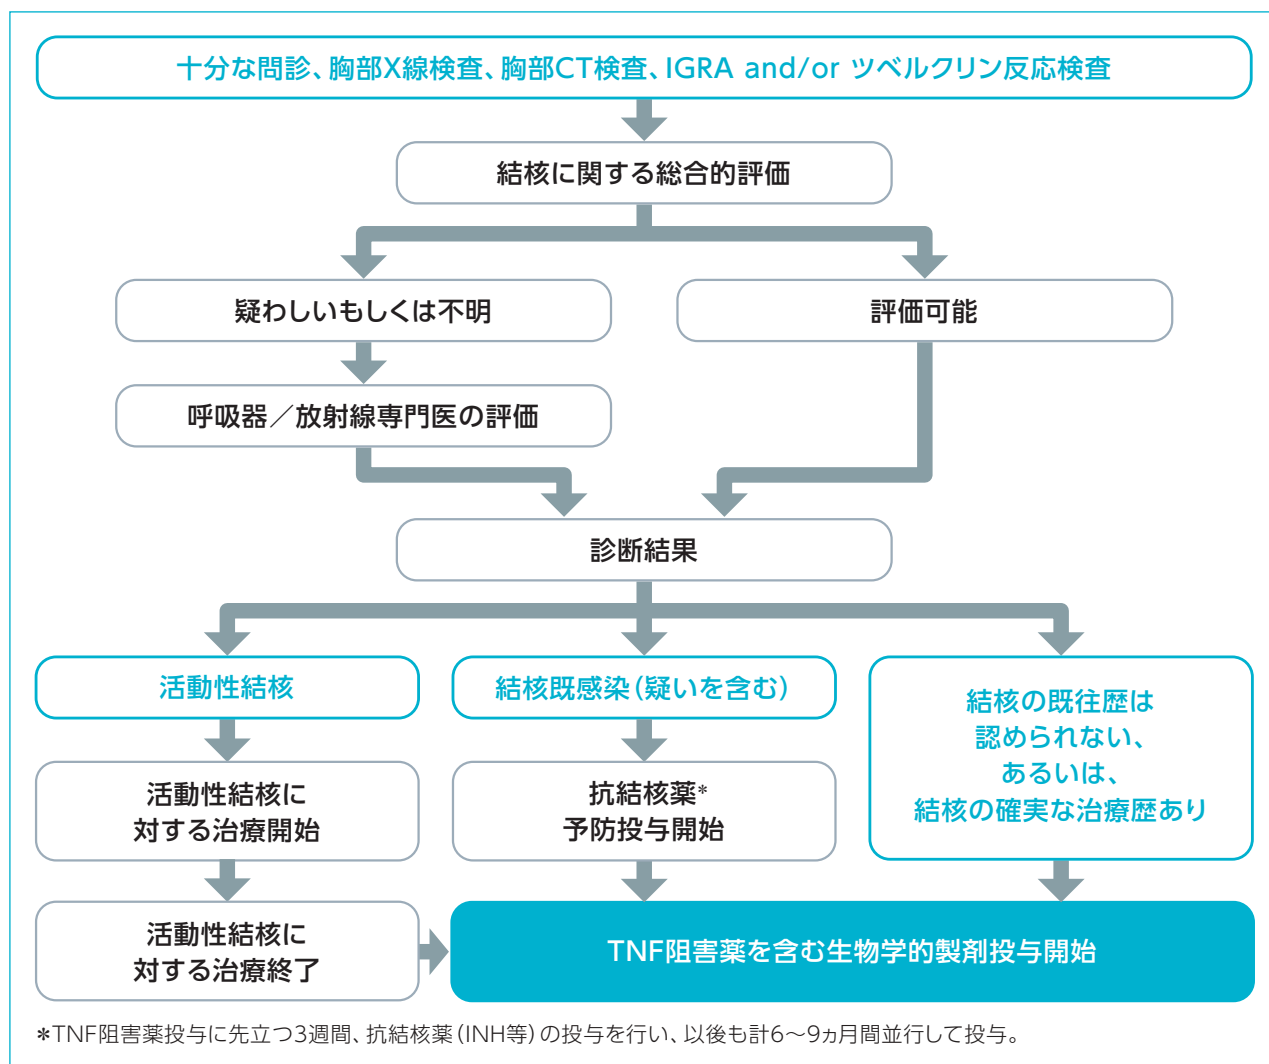 十分な問診、胸部X線検査、胸部CT検査、IGRA and/or ツベルクリン反応検査
結核に関する総合的評価
疑わしいもしくは不明
評価可能
呼吸器／放射線専門医の評価
診断結果
活動性結核
結核既感染(疑いを含む)
結核の既往歴は
認められない、
あるいは、
結核の確実な治療歴あり
活動性結核に
対する治療開始
抗結核薬*
予防投与開始
活動性結核に
対する治療終了
TNF阻害薬を含む生物学的製剤投与開始
*TNF阻害薬投与に先立つ3週間、抗結核薬(INH等)の投与を行い、以後も計6〜9ヵ月間並行して投与。